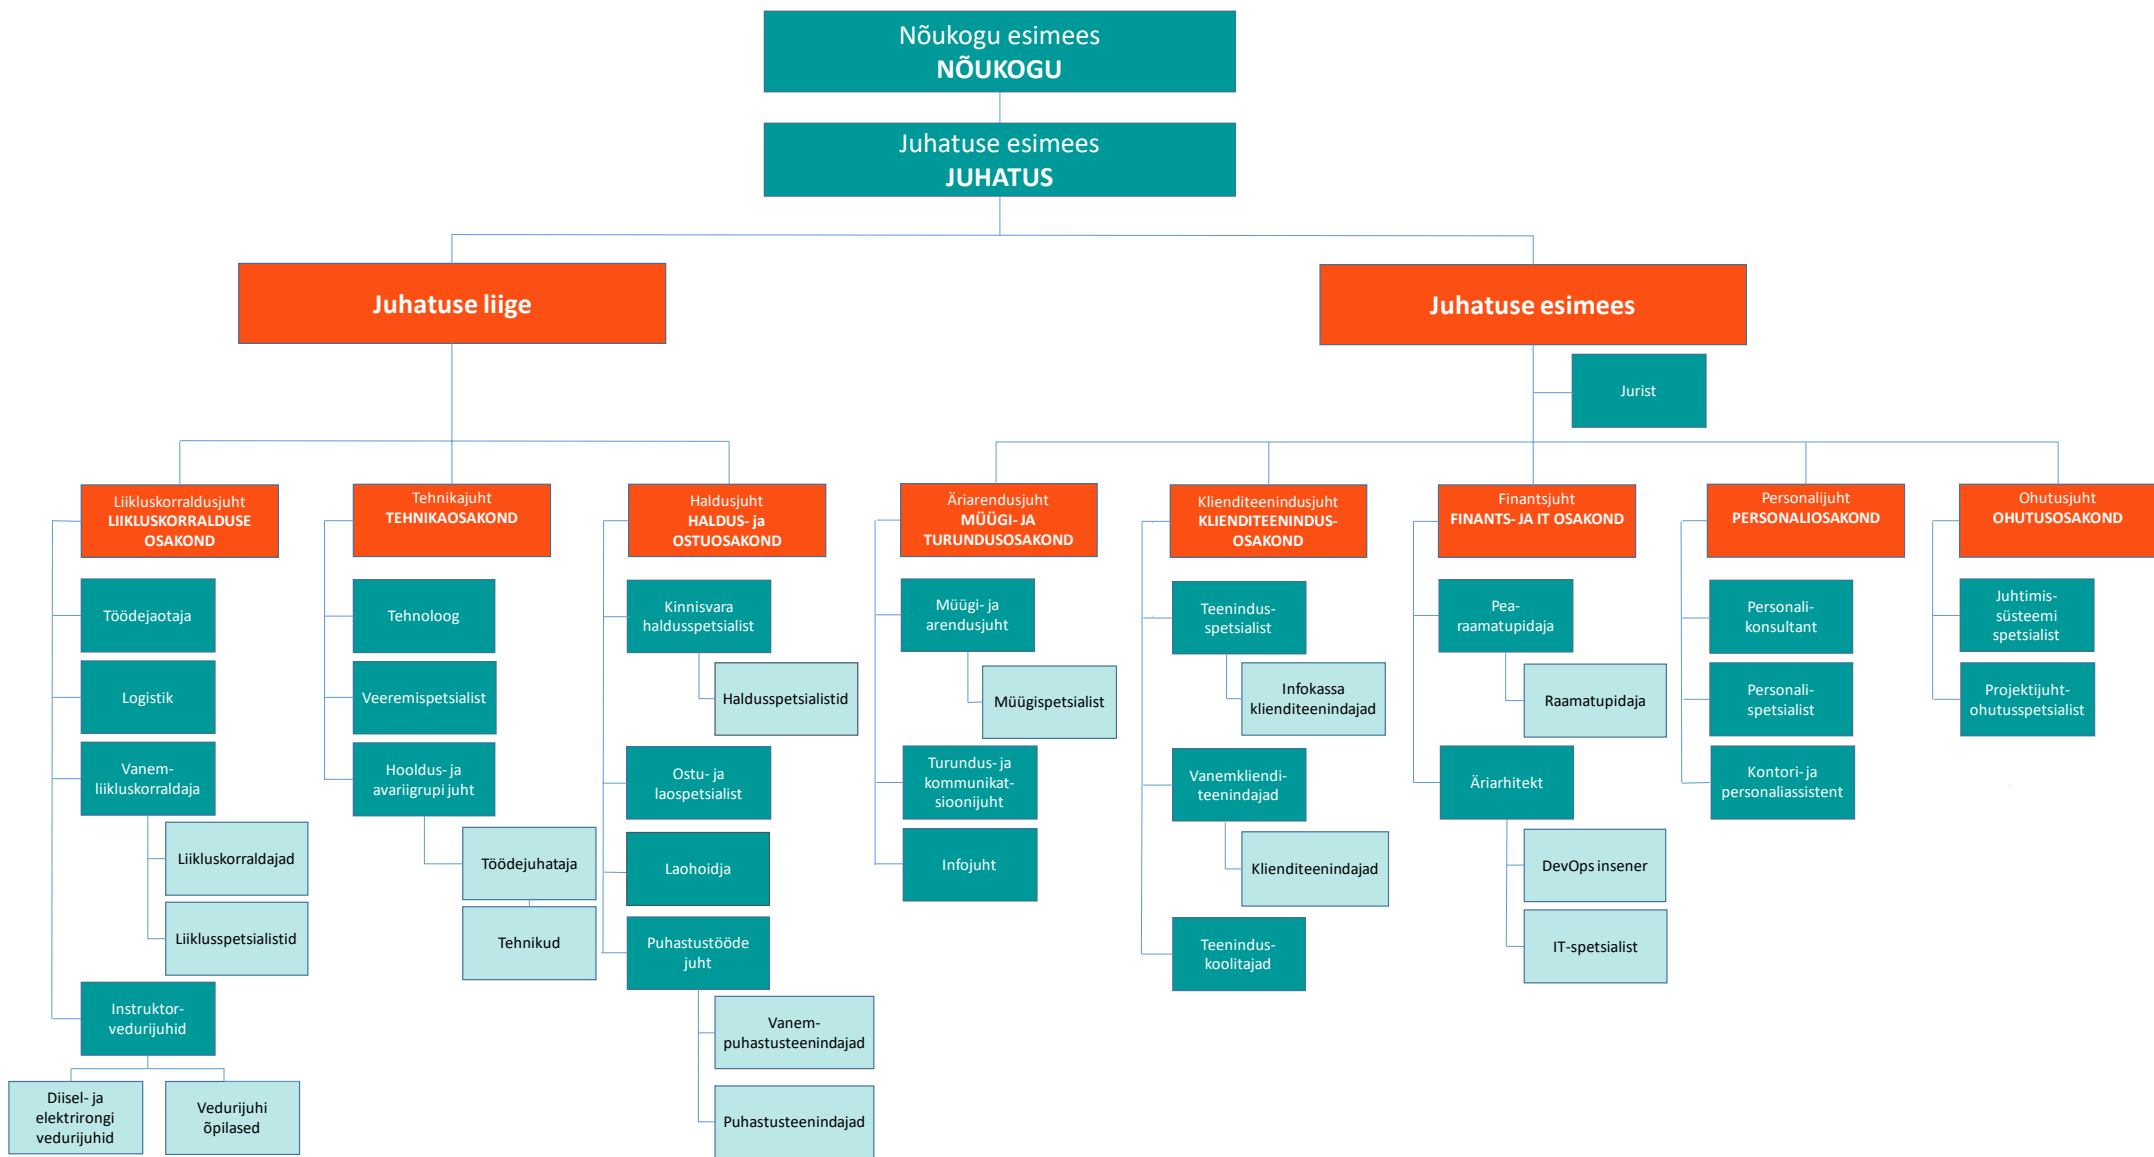 Nõukogu esimees
NÕUKOGU
Juhatuse esimees
JUHATUS
Juhatuse liige
Juhatuse esimees
Jurist
Liikluskorraldusjuht
LIIKLUSKORRALDUSE
OSAKOND
Töödejaotaja
Logistik
Vanem-
liikluskorraldaja
Liikluskorraldajad
Liiklusspetsialistid
Instruktor-
vedurijuhid
Diisel- ja
elektrirongi
vedurijuhid
Vedurijuhi
õpilased
Tehnikajuht
TEHNIKAOSAKOND
Tehnoloog
Veeremispetsialist
Hooldus- ja
avariigrupi juht
Töödejuhataja
Tehnikud
Haldusjuht
HALDUS- ja
OSTUOSAKOND
Kinnisvara
haldusspetsialist
Haldusspetsialistid
Ostu- ja
laospetsialist
Laohoidja
Puhastustööde
juht
Vanem-
puhastusteenindajad
Puhastusteenindajad
Äriarendusjuht
MÜÜGI- JA
TURUNDUSOSAKOND
Müügi- ja
arendusjuht
Müügispetsialist
Turundus- ja
kommunikat-
sioonijuht
Infojuht
Klienditeenindusjuht
KLIENDITEENINDUS-
OSAKOND
Teenindus-
spetsialist
Infokassa
klienditeenindajad
Vanemklienditeenindajad
Klienditeenindajad
Teenindus-
koolitajad
Finantsjuht
FINANTS- JA IT OSAKOND
Pea-
raamatupidaja
Raamatupidaja
Äriarhitekt
DevOps insener
IT-spetsialist
Personalijuht
PERSONALIOSAKOND
Personali-
konsultant
Personali-
spetsialist
Kontori- ja
personaliassistent
Ohutusjuht
OHUTUSOSAKOND
Juhtimis-
süsteemi
spetsialist
Projektijuht-
ohutusspetsialist